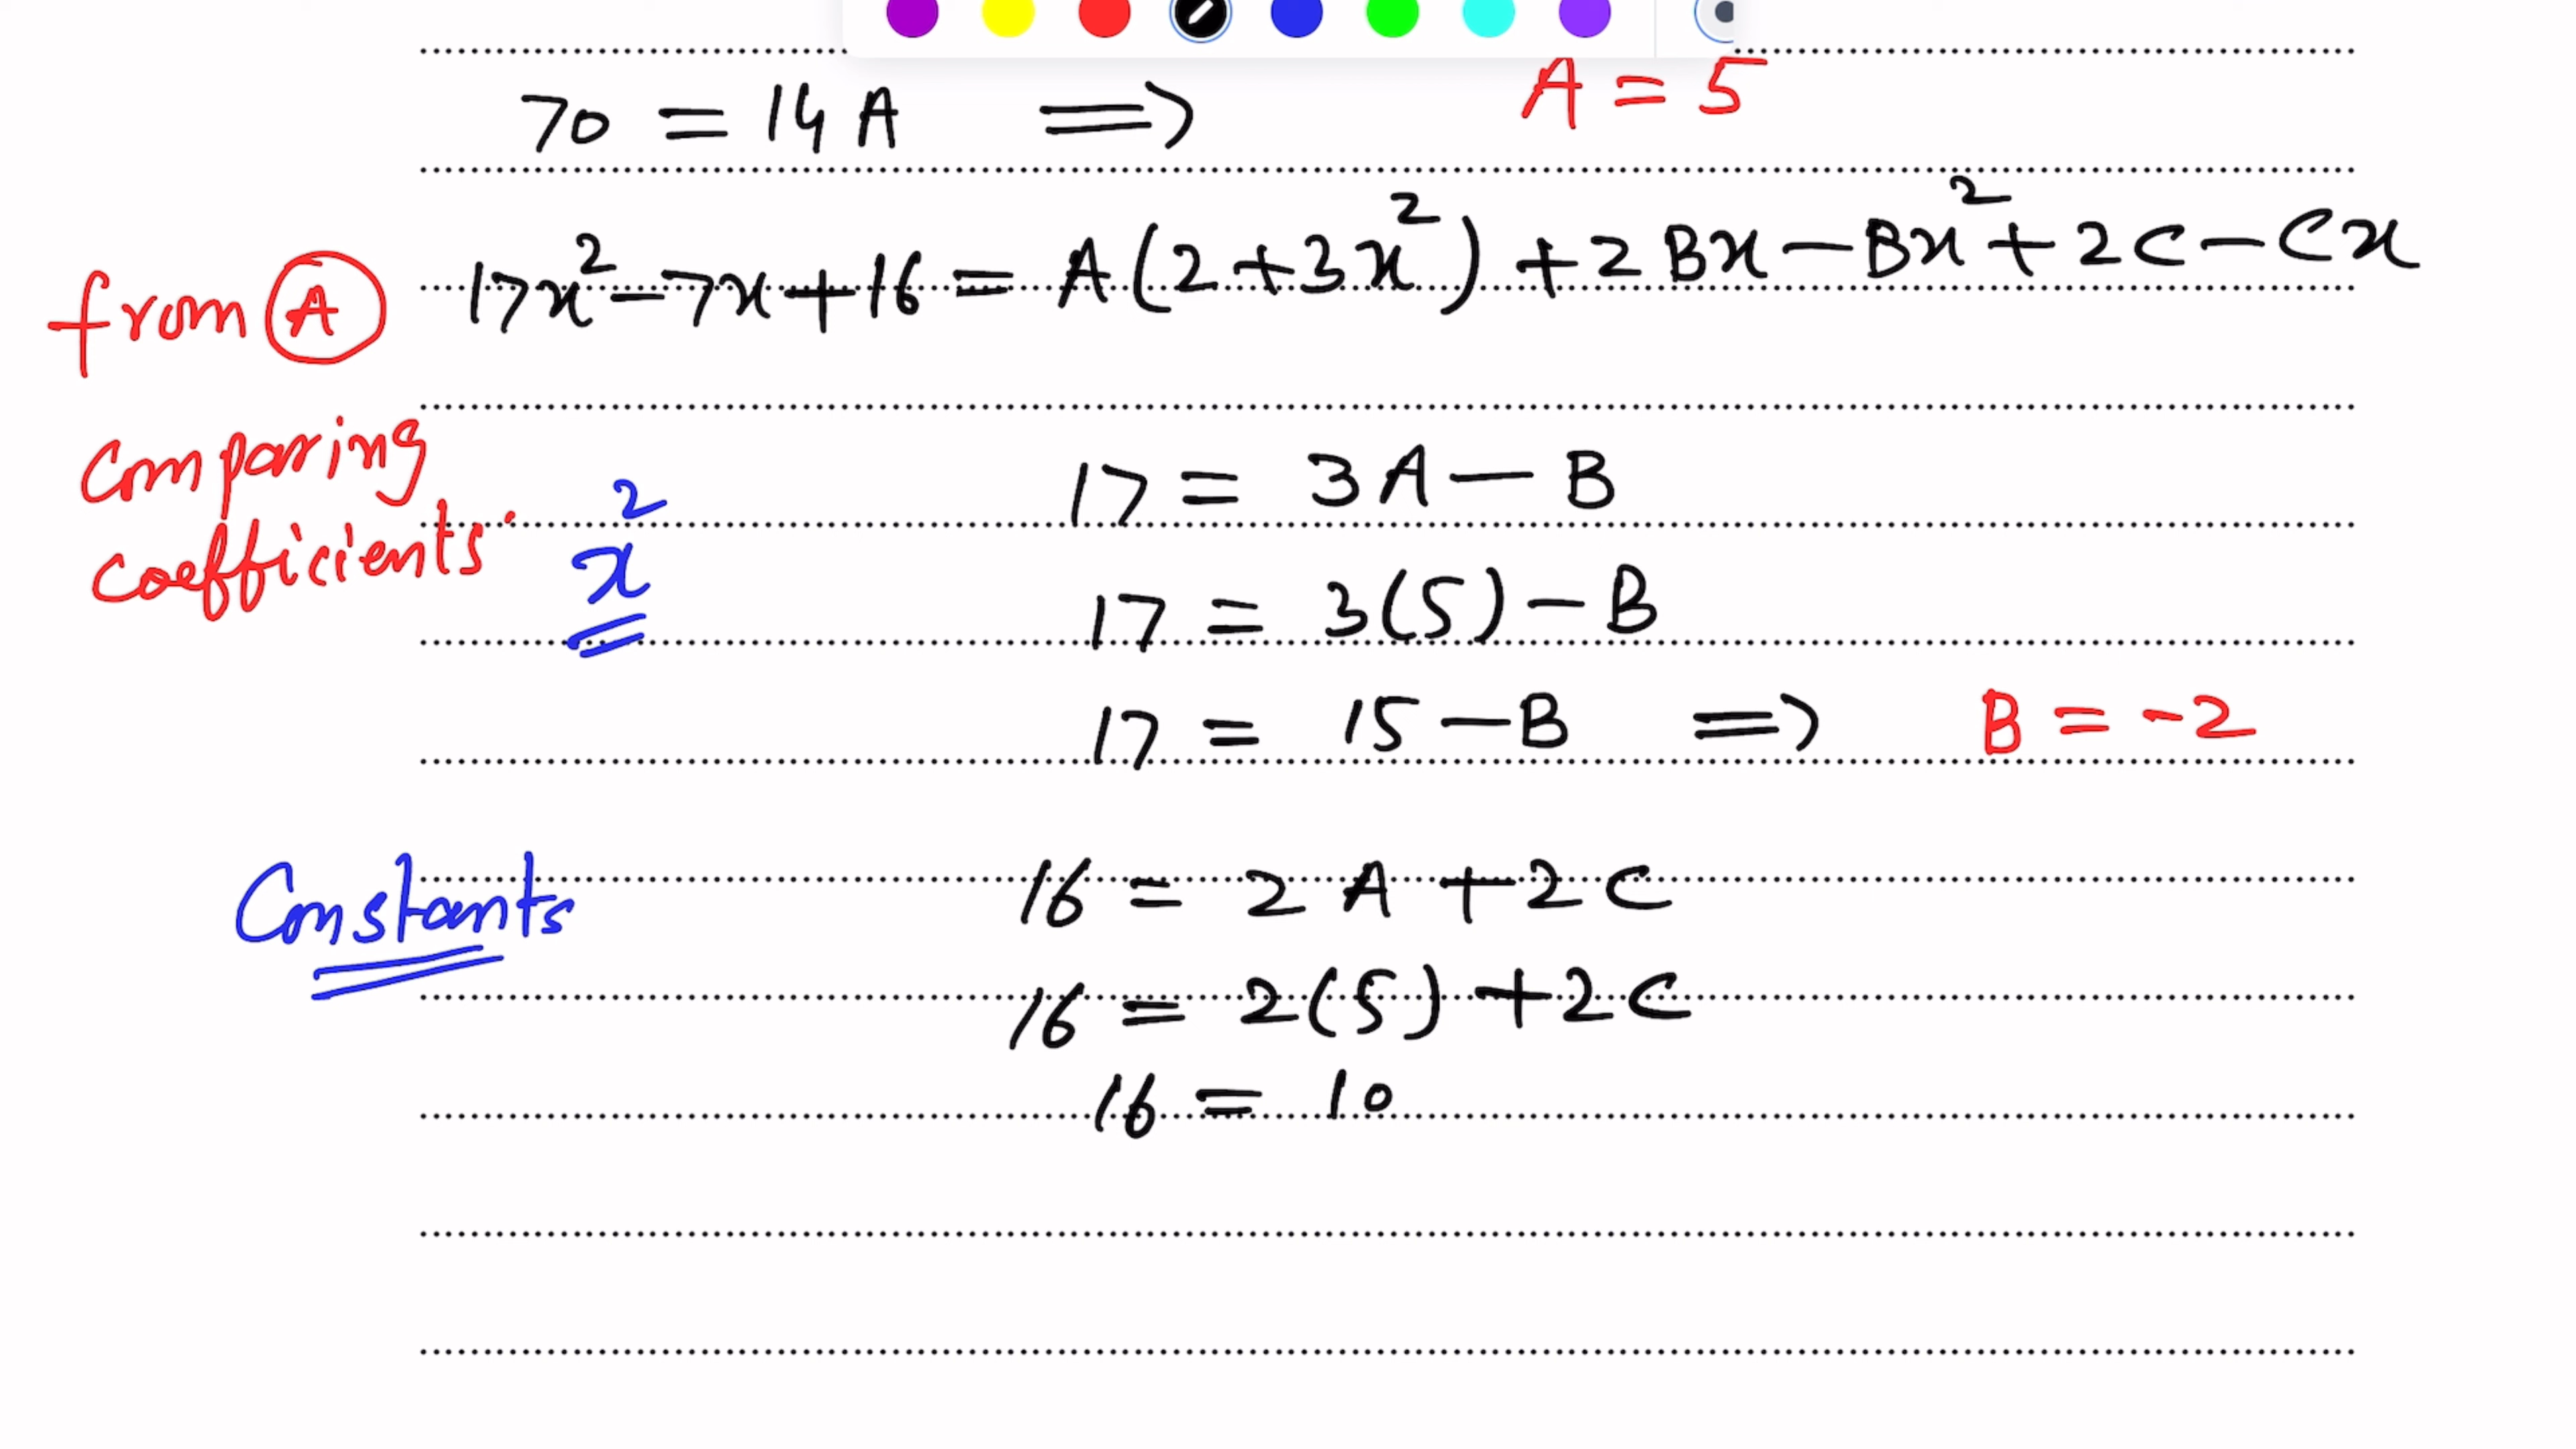 70 = 14A ⟹ A = 5
from Ⓐ 17x² - 7x + 16 = A(2 + 3x²) + 2Bx - Bx² + 2C - Cx
Comparing
coefficients. x² 17 = 3A - B
17 = 3(5) - B
17 = 15 - B ⟹ B = -2
Constants 16 = 2A + 2C
16 = 2(5) + 2C
16 = 10